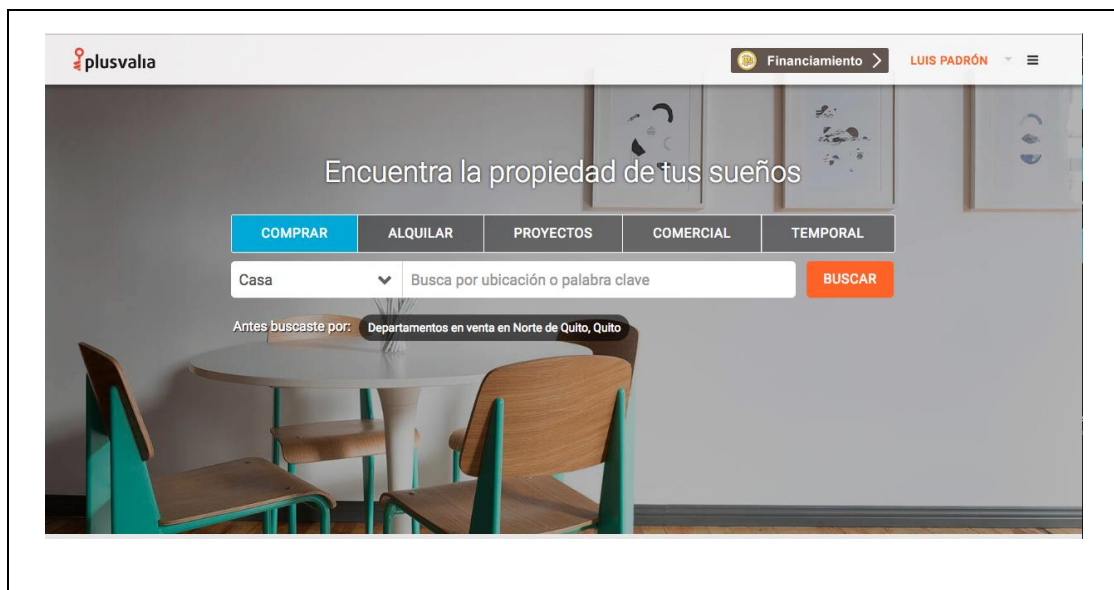 plusvalıa
Financiamiento
LUIS PADRÓN
Encuentra la propiedad de tus sueños
COMPRAR
ALQUILAR
PROYECTOS
COMERCIAL
TEMPORAL
Casa
Busca por ubicación o palabra clave
BUSCAR
Antes buscaste por: Departamentos en venta en Norte de Quito, Quito